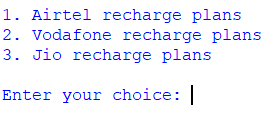 1. Airtel recharge plans
2. Vodafone recharge plans
3. Jio recharge plans
Enter your choice: